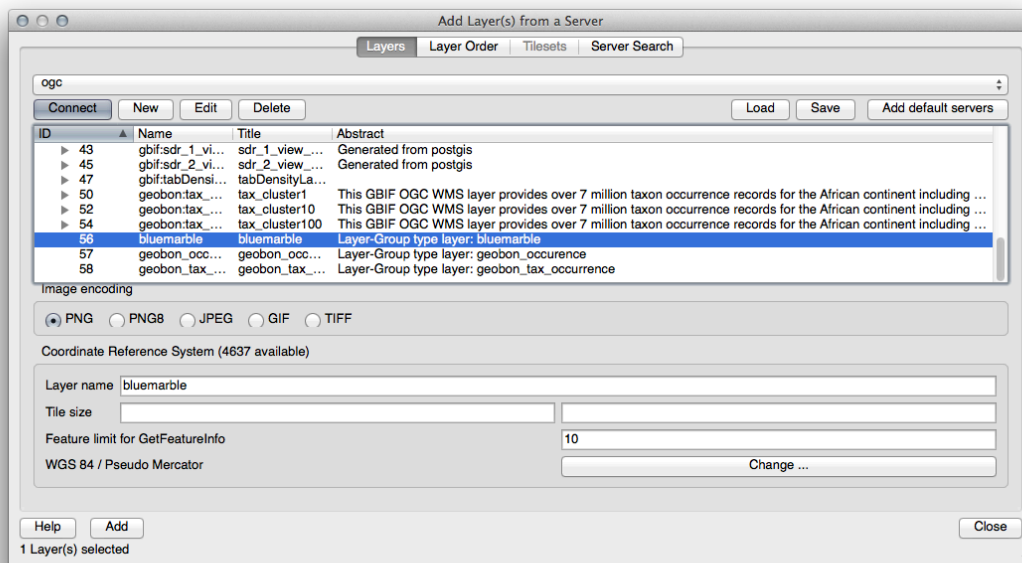 Add Layer(s) from a Server
Layers Layer Order Tilesets Server Search
ogc
Connect New Edit Delete Load Save Add default servers
ID Name Title Abstract
43 gbif:sdr_1_vi... sdr_1_view_... Generated from postgis
45 gbif:sdr_2_vi... sdr_2_view_... Generated from postgis
47 gbif:tabDensi... tabDensityLa...
50 geobon:tax_... tax_cluster1 This GBIF OGC WMS layer provides over 7 million taxon occurrence records for the African continent including ...
52 geobon:tax_... tax_cluster10 This GBIF OGC WMS layer provides over 7 million taxon occurrence records for the African continent including ...
54 geobon:tax_... tax_cluster100 This GBIF OGC WMS layer provides over 7 million taxon occurrence records for the African continent including ...
56 bluemarble bluemarble Layer-Group type layer: bluemarble
57 geobon_occ... geobon_occ... Layer-Group type layer: geobon_occurence
58 geobon_tax_... geobon_tax_... Layer-Group type layer: geobon_tax_occurrence
Image encoding
PNG PNG8 JPEG GIF TIFF
Coordinate Reference System (4637 available)
Layer name bluemarble
Tile size
Feature limit for GetFeatureInfo 10
WGS 84 / Pseudo Mercator Change ...
Help Add Close
1 Layer(s) selected